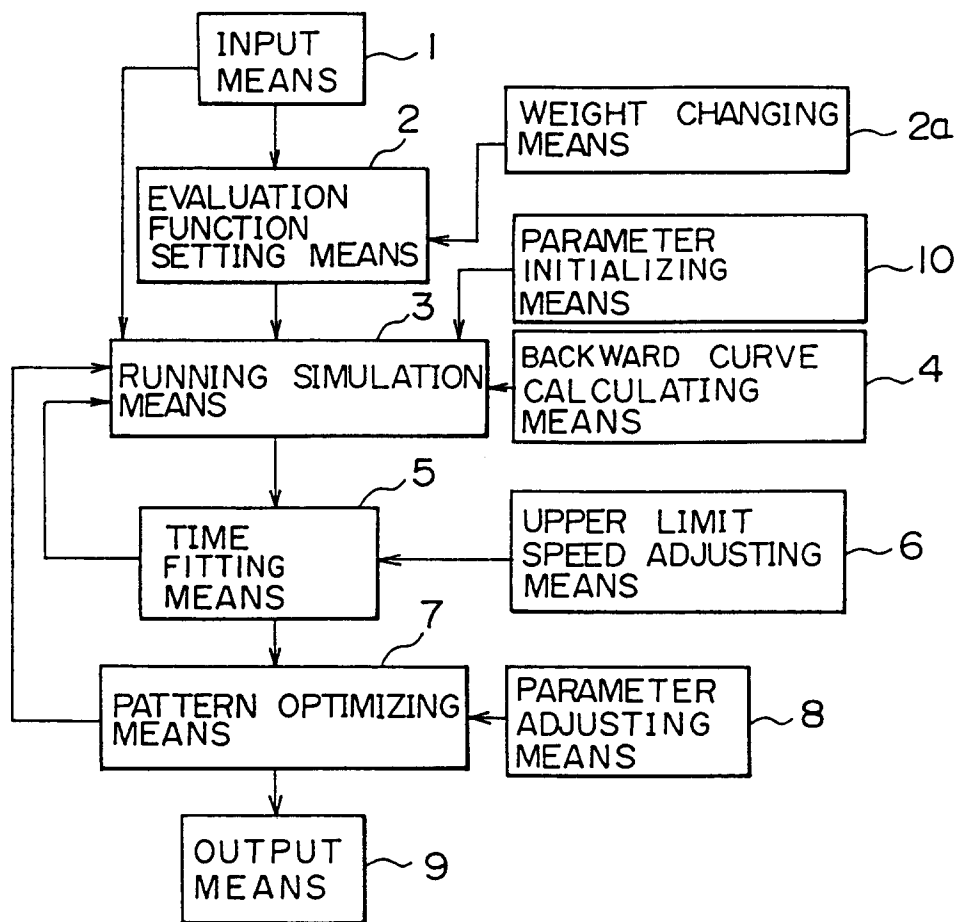 INPUT
MEANS
1
2
EVALUATION
FUNCTION
SETTING MEANS
WEIGHT CHANGING
MEANS
2a
PARAMETER
INITIALIZING
MEANS
10
3
RUNNING SIMULATION
MEANS
BACKWARD CURVE
CALCULATING
MEANS
4
5
TIME
FITTING
MEANS
UPPER LIMIT
SPEED ADJUSTING
MEANS
6
7
PATTERN OPTIMIZING
MEANS
PARAMETER
ADJUSTING
MEANS
8
OUTPUT
MEANS
9